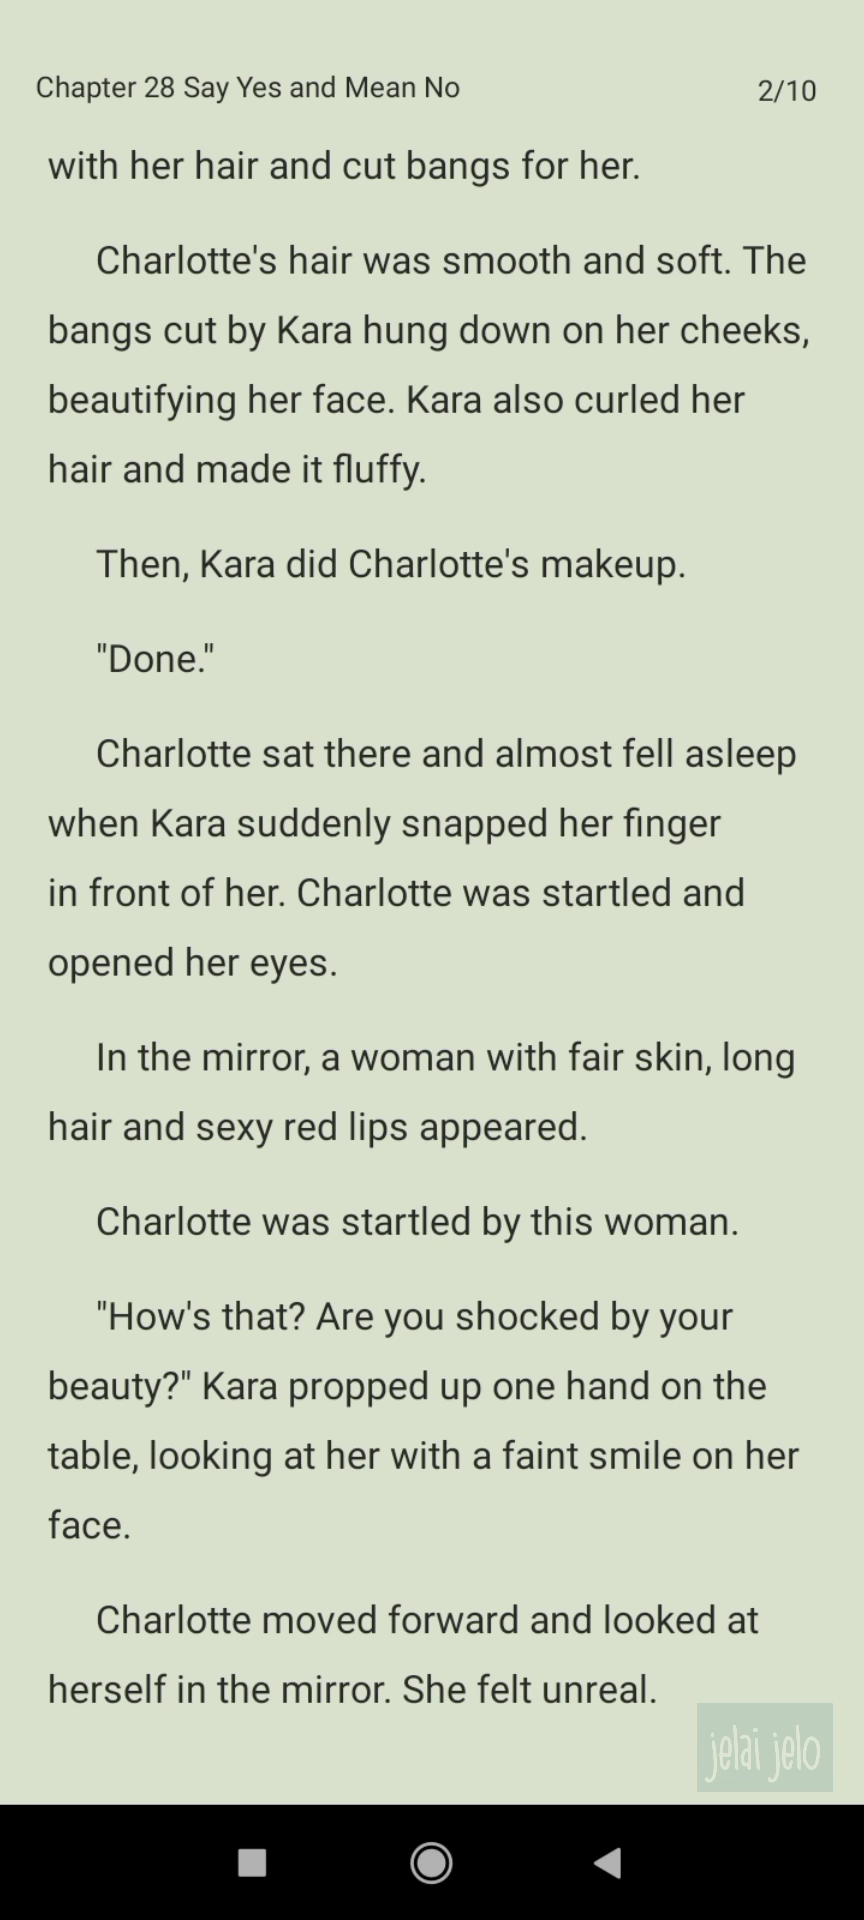 Chapter 28 Say Yes and Mean No
2/10
with her hair and cut bangs for her.
Charlotte's hair was smooth and soft. The
bangs cut by Kara hung down on her cheeks,
beautifying her face. Kara also curled her
hair and made it fluffy.
Then, Kara did Charlotte's makeup.
"Done."
Charlotte sat there and almost fell asleep
when Kara suddenly snapped her finger
in front of her. Charlotte was startled and
opened her eyes.
In the mirror, a woman with fair skin, long
hair and sexy red lips appeared.
Charlotte was startled by this woman.
"How's that? Are you shocked by your
beauty?" Kara propped up one hand on the
table, looking at her with a faint smile on her
face.
Charlotte moved forward and looked at
herself in the mirror. She felt unreal.
jelai jelo